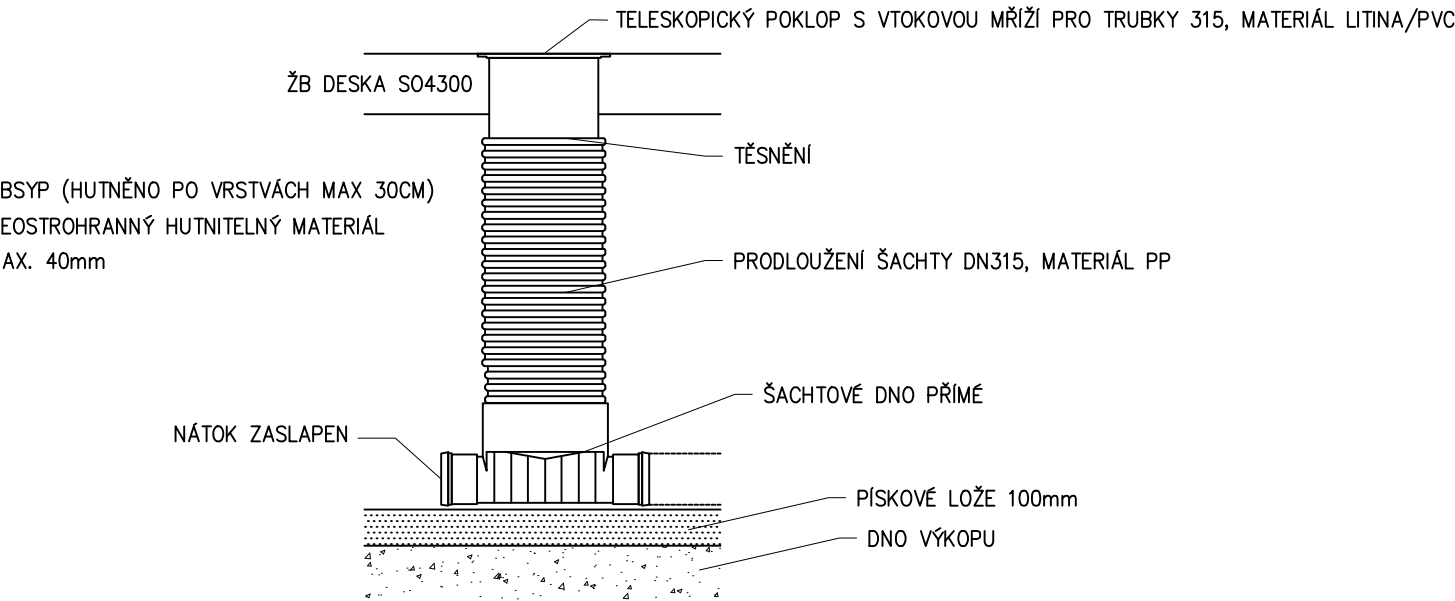 TELESKOPICKÝ POKLOP S VTOKOVOU MŘÍŽÍ PRO TRUBKY 315, MATERIÁL LITINA/PVC
ŽB DESKA SO4300
TĚSNĚNÍ
BSYP (HUTNĚNO PO VRSTVÁCH MAX 30CM)
EOSTROHRANNÝ HUTNITELNÝ MATERIÁL
AX. 40mm
PRODLOUŽENÍ ŠACHTY DN315, MATERIÁL PP
ŠACHTOVÉ DNO PŘÍMÉ
NÁTOK ZASLAPEN
PÍSKOVÉ LOŽE 100mm
DNO VÝKOPU